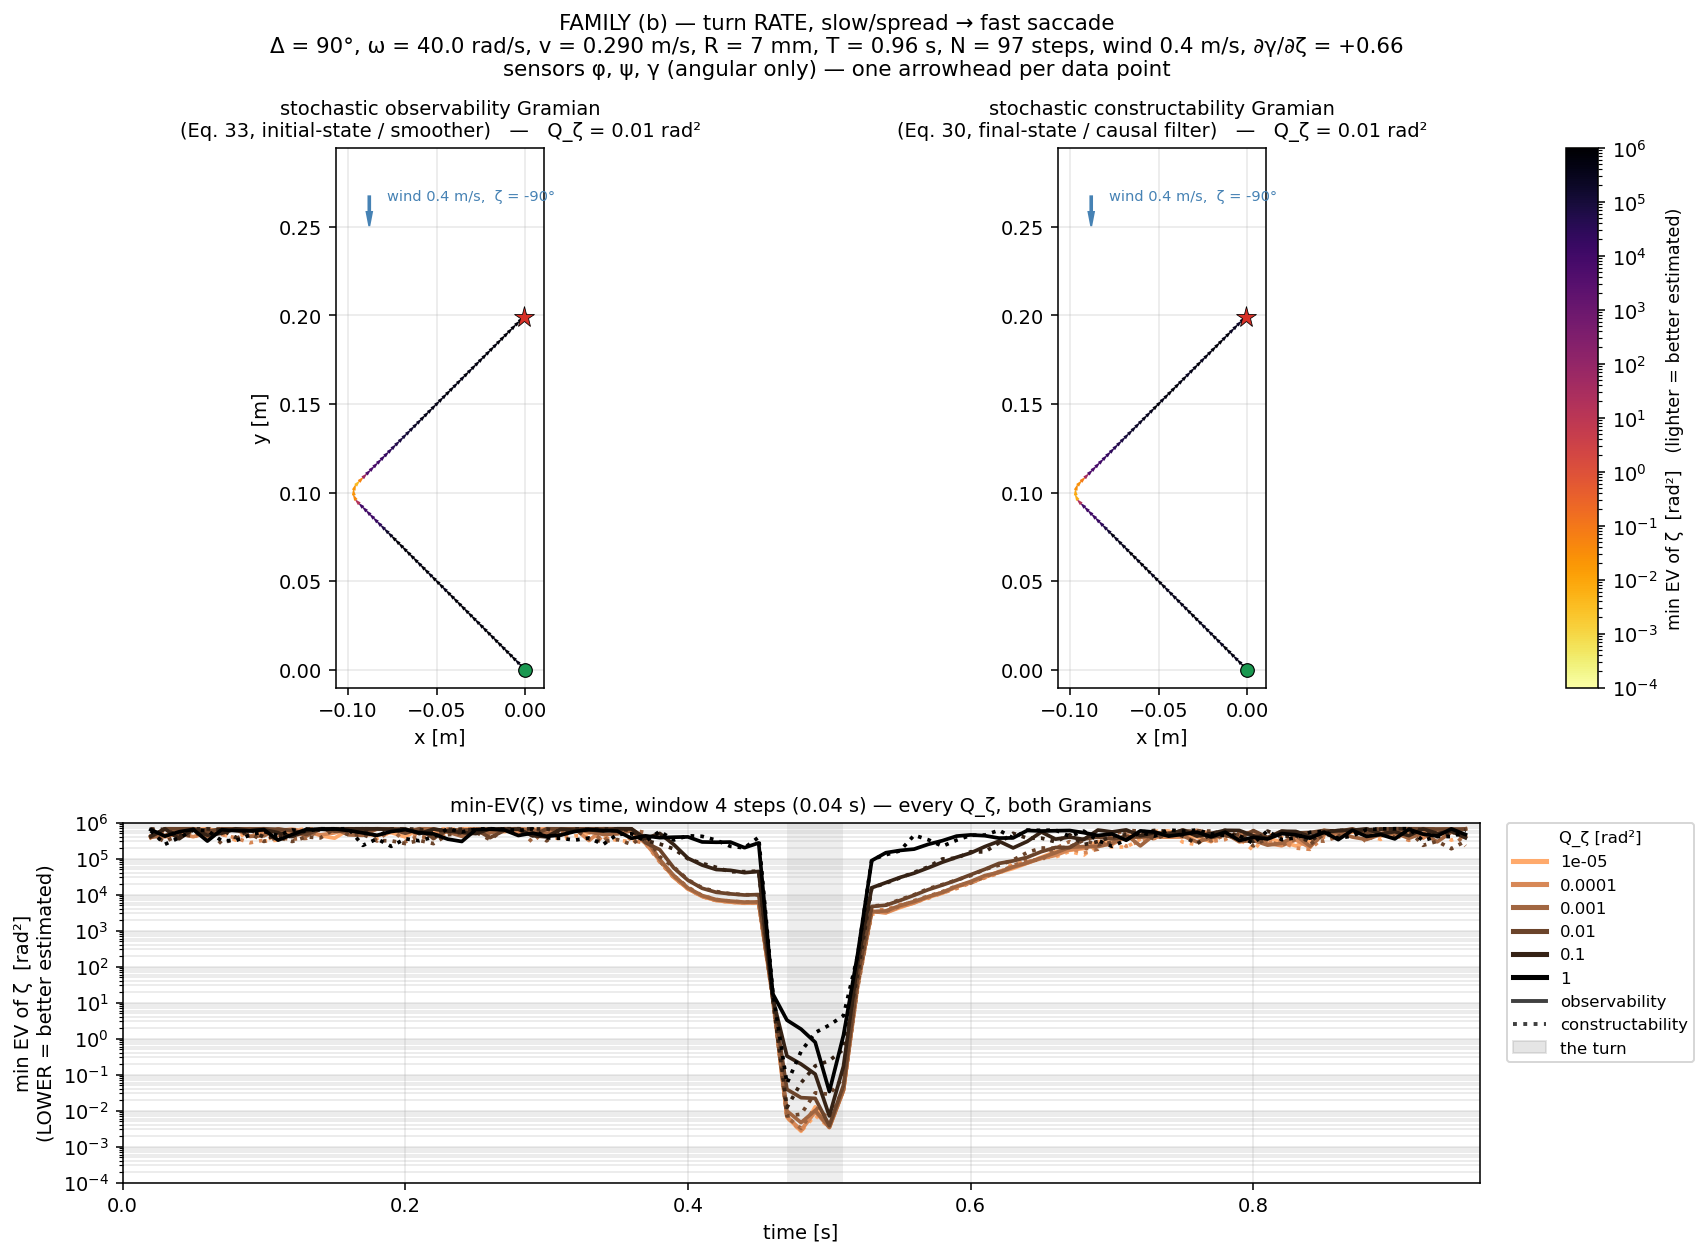 FAMILY (b) — turn RATE, slow/spread → fast saccade
Δ = 90°, ω = 40.0 rad/s, v = 0.290 m/s, R = 7 mm, T = 0.96 s, N = 97 steps, wind 0.4 m/s, ∂γ/∂ζ = +0.66
sensors φ, ψ, γ (angular only) — one arrowhead per data point
stochastic observability Gramian
(Eq. 33, initial-state / smoother)   —   Q_ζ = 0.01 rad²
wind 0.4 m/s,  ζ = -90°
0.25
0.20
0.15
0.10
0.05
0.00
y [m]
−0.10
−0.05
0.00
x [m]
stochastic constructability Gramian
(Eq. 30, final-state / causal filter)   —   Q_ζ = 0.01 rad²
wind 0.4 m/s,  ζ = -90°
0.25
0.20
0.15
0.10
0.05
0.00
−0.10
−0.05
0.00
x [m]
10⁶
10⁵
10⁴
10³
10²
10¹
10⁰
10⁻¹
10⁻²
10⁻³
10⁻⁴
min EV of ζ  [rad²]   (lighter = better estimated)
min-EV(ζ) vs time, window 4 steps (0.04 s) — every Q_ζ, both Gramians
10⁶
10⁵
10⁴
10³
10²
10¹
10⁰
10⁻¹
10⁻²
10⁻³
10⁻⁴
min EV of ζ  [rad²]
(LOWER = better estimated)
0.0
0.2
0.4
0.6
0.8
time [s]
Q_ζ [rad²]
1e-05
0.0001
0.001
0.01
0.1
1
observability
constructability
the turn